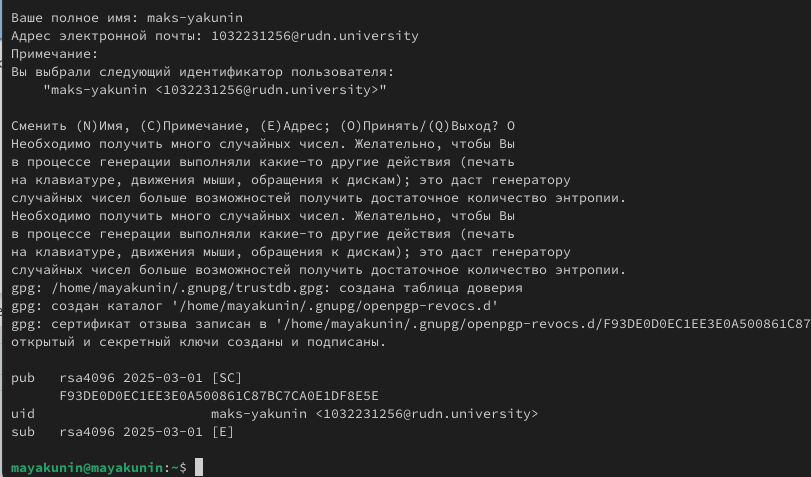 Ваше полное имя: maks-yakunin
Адрес электронной почты: 1032231256@rudn.university
Примечание:
Вы выбрали следующий идентификатор пользователя:
    "maks-yakunin <1032231256@rudn.university>"

Сменить (N)Имя, (C)Примечание, (E)Адрес; (O)Принять/(Q)Выход? O
Необходимо получить много случайных чисел. Желательно, чтобы Вы
в процессе генерации выполняли какие-то другие действия (печать
на клавиатуре, движения мыши, обращения к дискам); это даст генератору
случайных чисел больше возможностей получить достаточное количество энтропии.
Необходимо получить много случайных чисел. Желательно, чтобы Вы
в процессе генерации выполняли какие-то другие действия (печать
на клавиатуре, движения мыши, обращения к дискам); это даст генератору
случайных чисел больше возможностей получить достаточное количество энтропии.
gpg: /home/mayakunin/.gnupg/trustdb.gpg: создана таблица доверия
gpg: создан каталог '/home/mayakunin/.gnupg/openpgp-revocs.d'
gpg: сертификат отзыва записан в '/home/mayakunin/.gnupg/openpgp-revocs.d/F93DE0D0EC1EE3E0A500861C87
открытый и секретный ключи созданы и подписаны.

pub   rsa4096 2025-03-01 [SC]
      F93DE0D0EC1EE3E0A500861C87BC7CA0E1DF8E5E
uid                      maks-yakunin <1032231256@rudn.university>
sub   rsa4096 2025-03-01 [E]

mayakunin@mayakunin:~$